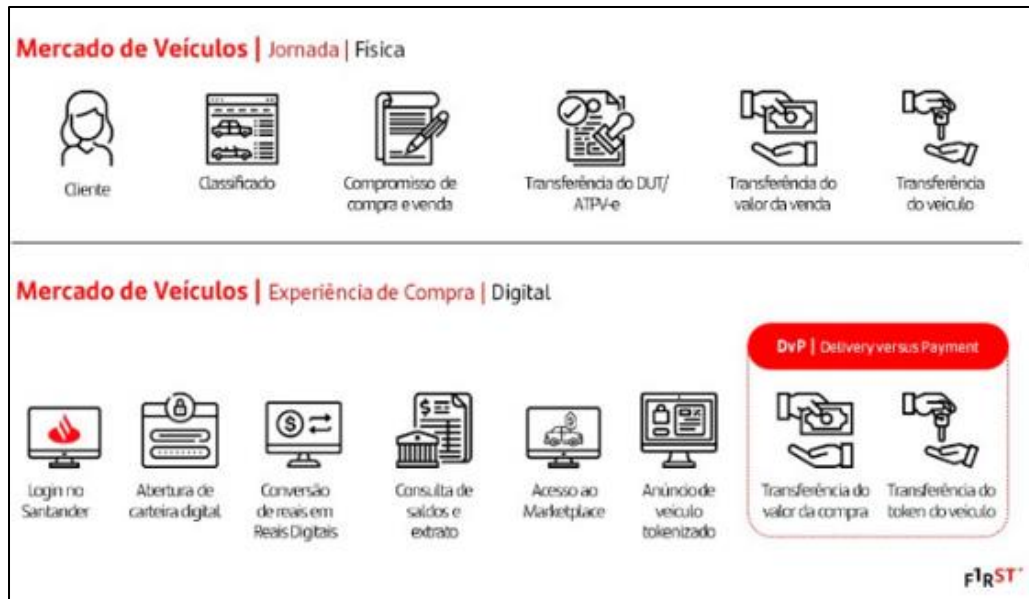 Mercado de Veículos | Jornada | Física
Cliente
Classificado
Compromisso de
compra e venda
Transferência do DUT/
ATPV-e
Transferência do
valor da venda
Transferência
do veículo
Mercado de Veículos | Experiência de Compra | Digital
DvP | Delivery versus Payment
Login no
Santander
Abertura de
carteira digital
Conversão
de reais em
Reais Digitais
Consulta de
saldos e
extrato
Acesso ao
Marketplace
Anúncio de
veículo
tokenizado
Transferência do
valor da compra
Transferência do
token do veículo
F1RST